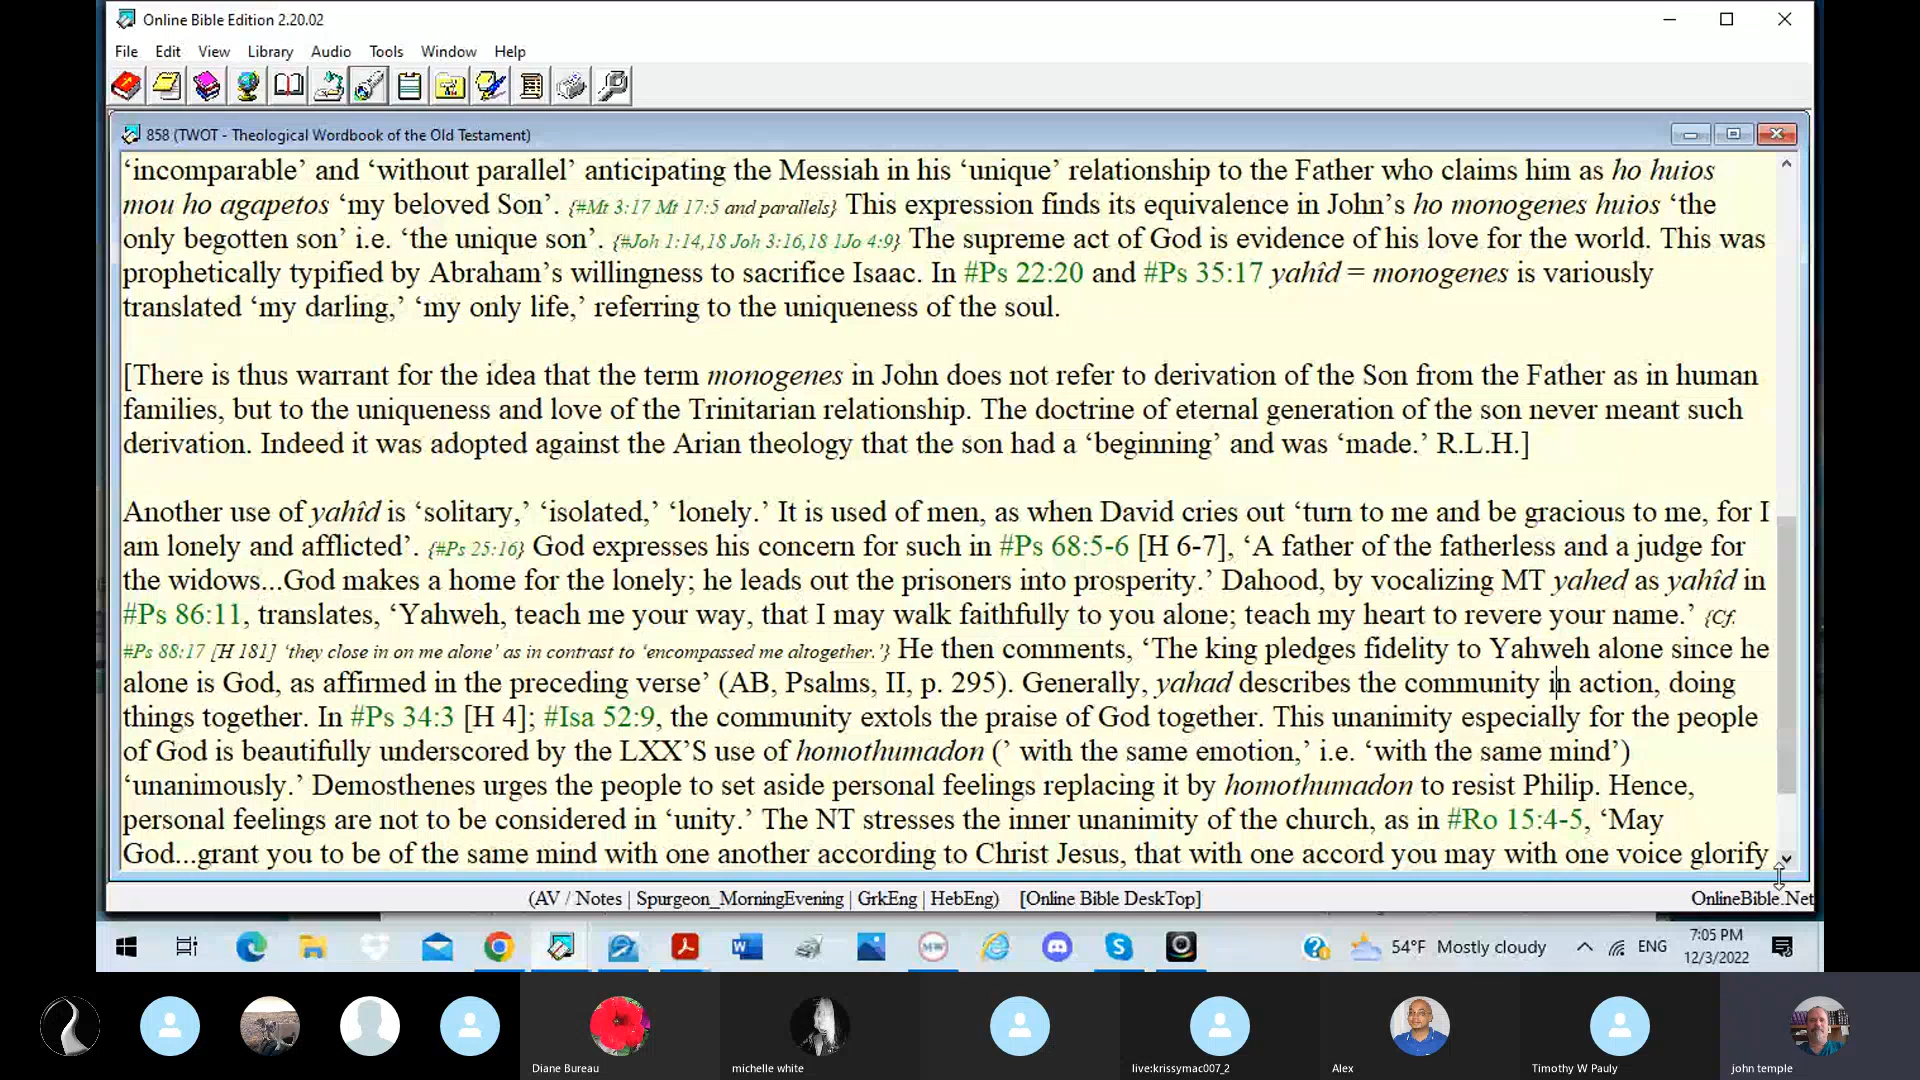 Online Bible Edition 2.20.02
File Edit View Library Audio Tools Window Help
858 (TWOT - Theological Wordbook of the Old Testament)
‘incomparable’ and ‘without parallel’ anticipating the Messiah in his ‘unique’ relationship to the Father who claims him as ho huios
mou ho agapetos ‘my beloved Son’. {#Mt 3:17 Mt 17:5 and parallels} This expression finds its equivalence in John’s ho monogenes huios ‘the
only begotten son’ i.e. ‘the unique son’. {#Joh 1:14,18 Joh 3:16,18 1Jo 4:9} The supreme act of God is evidence of his love for the world. This was
prophetically typified by Abraham’s willingness to sacrifice Isaac. In #Ps 22:20 and #Ps 35:17 yahîd = monogenes is variously
translated ‘my darling,’ ‘my only life,’ referring to the uniqueness of the soul.
[There is thus warrant for the idea that the term monogenes in John does not refer to derivation of the Son from the Father as in human
families, but to the uniqueness and love of the Trinitarian relationship. The doctrine of eternal generation of the son never meant such
derivation. Indeed it was adopted against the Arian theology that the son had a ‘beginning’ and was ‘made.’ R.L.H.]
Another use of yahîd is ‘solitary,’ ‘isolated,’ ‘lonely.’ It is used of men, as when David cries out ‘turn to me and be gracious to me, for I
am lonely and afflicted’. {#Ps 25:16} God expresses his concern for such in #Ps 68:5-6 [H 6-7], ‘A father of the fatherless and a judge for
the widows...God makes a home for the lonely; he leads out the prisoners into prosperity.’ Dahood, by vocalizing MT yahed as yahîd in
#Ps 86:11, translates, ‘Yahweh, teach me your way, that I may walk faithfully to you alone; teach my heart to revere your name.’ {Cf.
#Ps 88:17 [H 181] ‘they close in on me alone’ as in contrast to ‘encompassed me altogether.’} He then comments, ‘The king pledges fidelity to Yahweh alone since he
alone is God, as affirmed in the preceding verse’ (AB, Psalms, II, p. 295). Generally, yahad describes the community in action, doing
things together. In #Ps 34:3 [H 4]; #Isa 52:9, the community extols the praise of God together. This unanimity especially for the people
of God is beautifully underscored by the LXX’S use of homothumadon (’ with the same emotion,’ i.e. ‘with the same mind’)
‘unanimously.’ Demosthenes urges the people to set aside personal feelings replacing it by homothumadon to resist Philip. Hence,
personal feelings are not to be considered in ‘unity.’ The NT stresses the inner unanimity of the church, as in #Ro 15:4-5, ‘May
God...grant you to be of the same mind with one another according to Christ Jesus, that with one accord you may with one voice glorify
(AV / Notes | Spurgeon_MorningEvening | GrkEng | HebEng) [Online Bible DeskTop] OnlineBible.Net
54°F Mostly cloudy ENG 7:05 PM
12/3/2022
Diane Bureau michelle white live:krissymac007_2 Alex Timothy W Pauly john temple